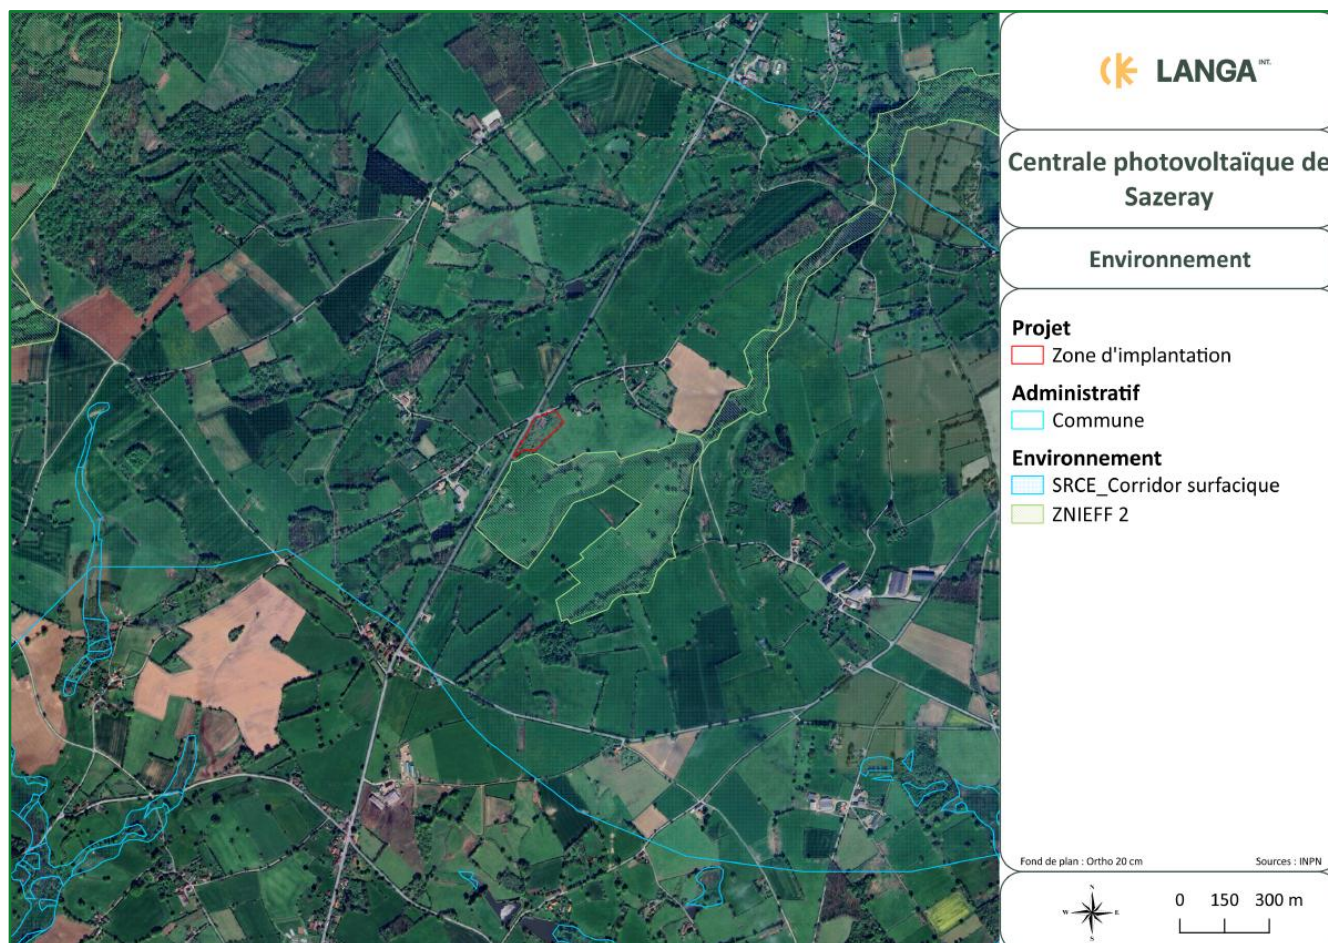 LANGA INT.
Centrale photovoltaïque de
Sazeray
Environnement
Projet
Zone d'implantation
Administratif
Commune
Environnement
SRCE_Corridor surfacique
ZNIEFF 2
Fond de plan : Ortho 20 cm
Sources : INPN
N
W E
S
0 150 300 m